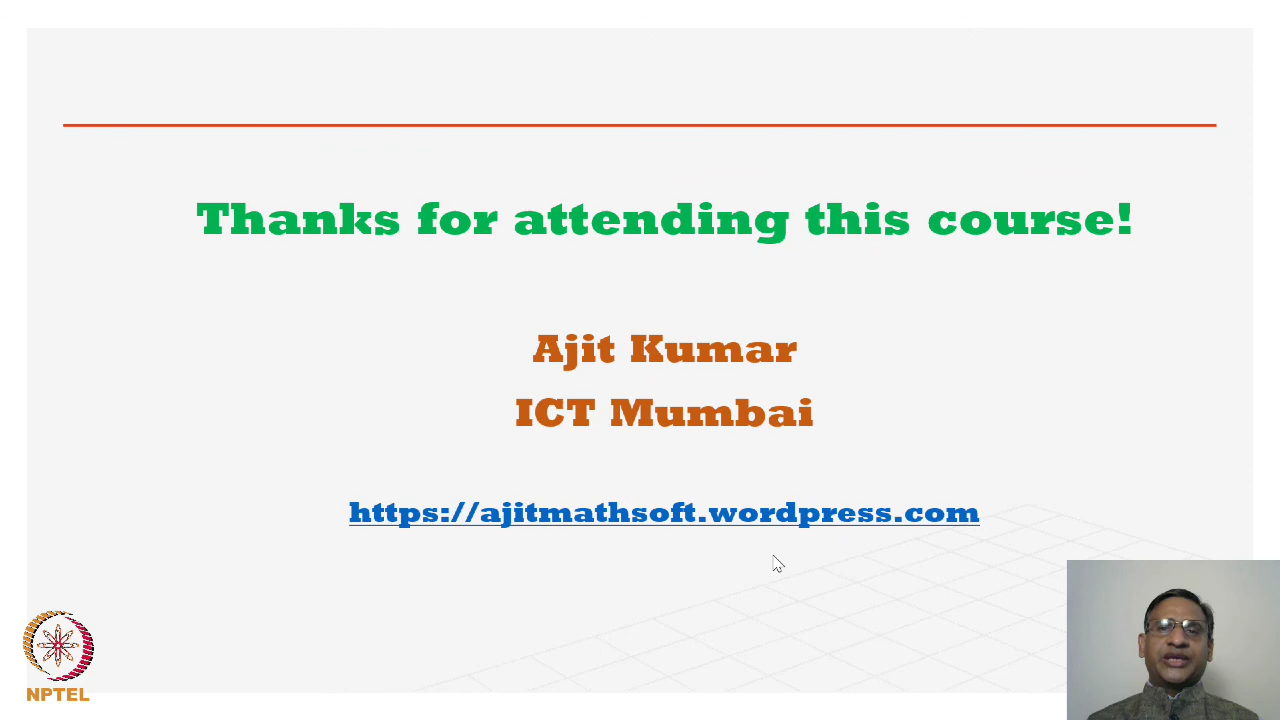 Thanks for attending this course!
Ajit Kumar
ICT Mumbai
https://ajitmathsoft.wordpress.com
NPTEL